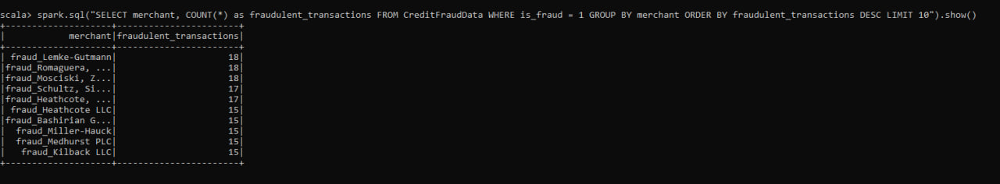 scala> spark.sql("SELECT merchant, COUNT(*) as fraudulent_transactions FROM CreditFraudData WHERE is_fraud = 1 GROUP BY merchant ORDER BY fraudulent_transactions DESC LIMIT 10").show()
+--------------------+-----------------------+
|            merchant|fraudulent_transactions|
+--------------------+-----------------------+
| fraud_Lemke-Gutmann|                     18|
|fraud_Romaguera, ...|                     18|
|fraud_Mosciski, Z...|                     18|
|fraud_Schultz, Si...|                     17|
|fraud_Heathcote, ...|                     17|
| fraud_Heathcote LLC|                     15|
|fraud_Bashirian G...|                     15|
|  fraud_Miller-Hauck|                     15|
|  fraud_Medhurst PLC|                     15|
|   fraud_Kilback LLC|                     15|
+--------------------+-----------------------+